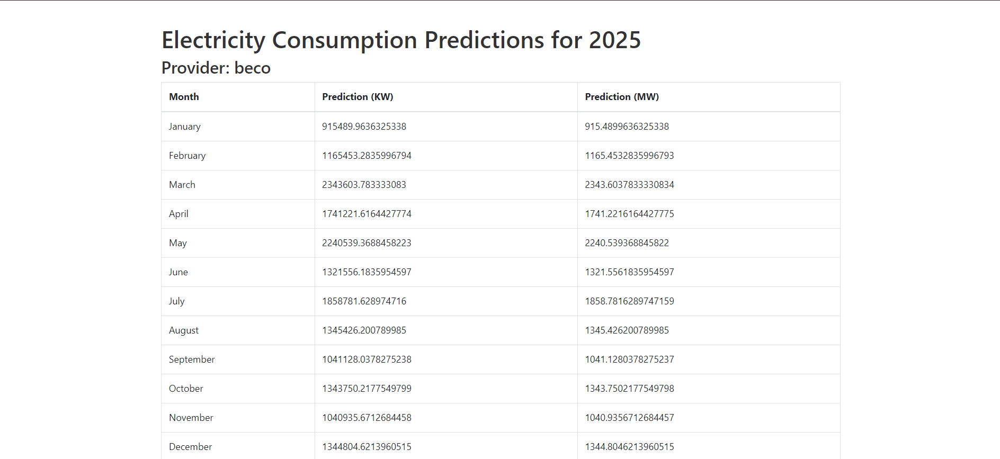 Electricity Consumption Predictions for 2025
Provider: beco
Month Prediction (KW) Prediction (MW)
January 915489.9636325338 915.4899636325338
February 1165453.2835996794 1165.4532835996793
March 2343603.783333083 2343.6037833330834
April 1741221.6164427774 1741.2216164427775
May 2240539.3688458223 2240.539368845822
June 1321556.1835954597 1321.5561835954597
July 1858781.628974716 1858.7816289747159
August 1345426.200789985 1345.426200789985
September 1041128.0378275238 1041.1280378275237
October 1343750.2177549799 1343.7502177549798
November 1040935.6712684458 1040.9356712684457
December 1344804.6213960515 1344.8046213960515